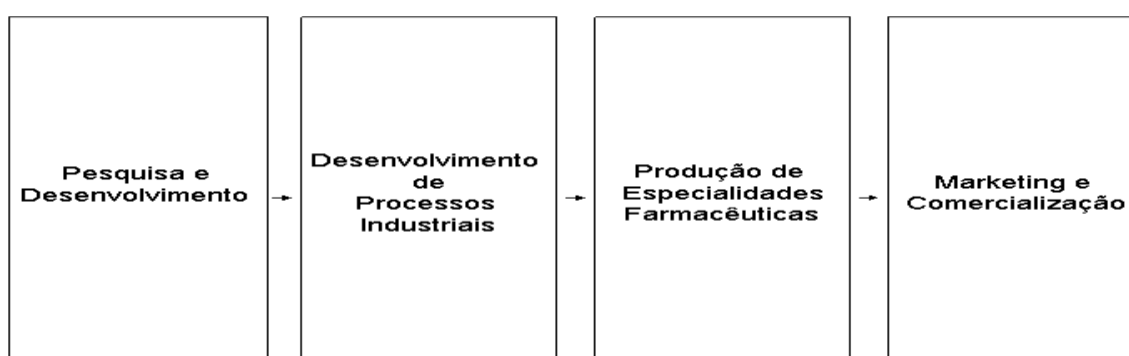 Pesquisa e
Desenvolvimento
Desenvolvimento
de
Processos
Industriais
Produção de
Especialidades
Farmacêuticas
Marketing e
Comercialização